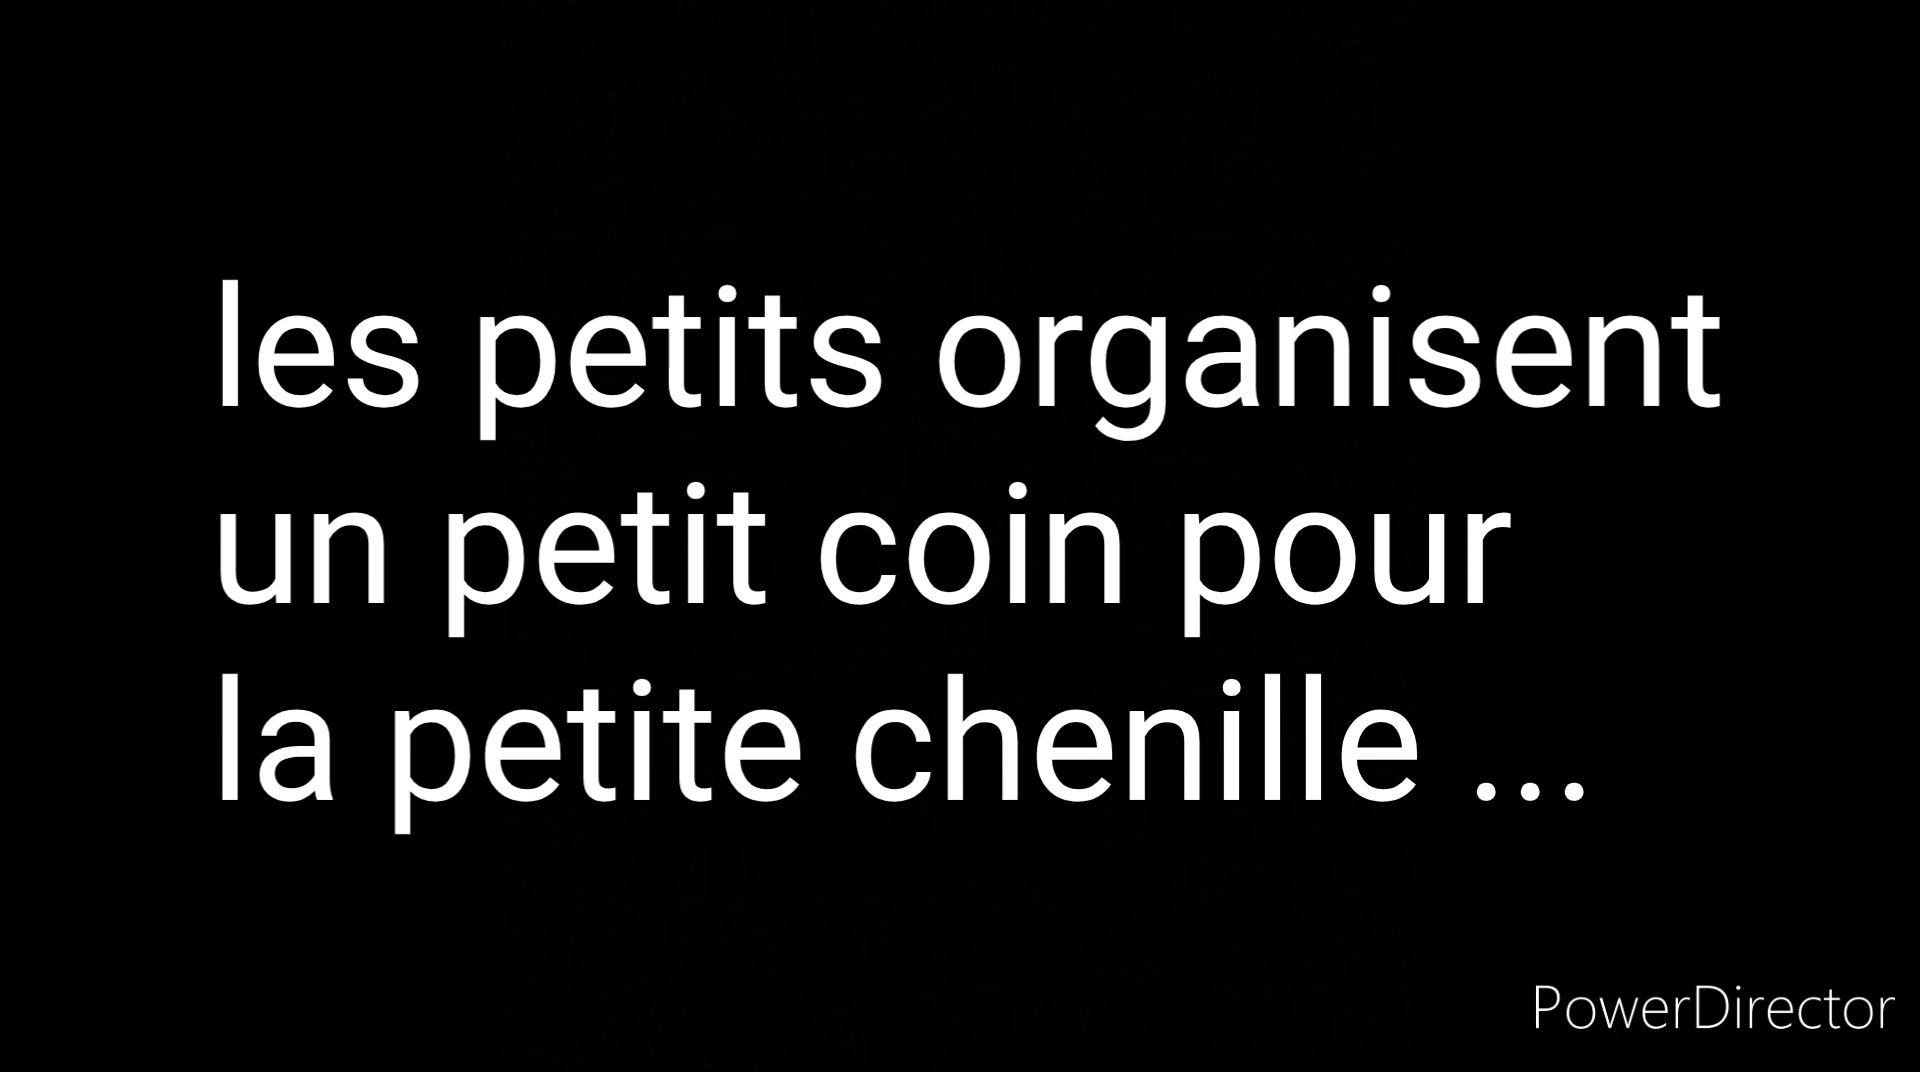 les petits organisent
un petit coin pour
la petite chenille ...
PowerDirector